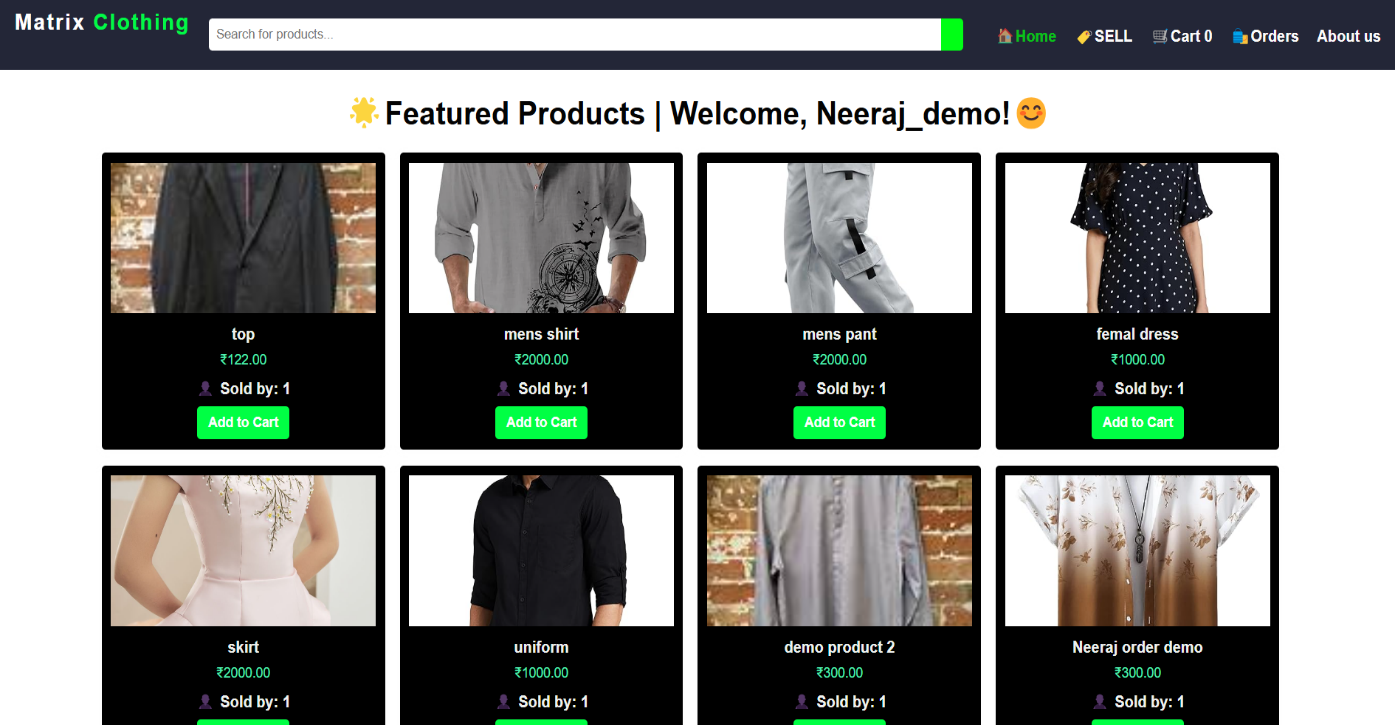 Matrix Clothing
Search for products...
🏠Home 🏷️SELL 🛒Cart 0 🛍️Orders About us
🌟Featured Products | Welcome, Neeraj_demo!😊
top
₹122.00
👤 Sold by: 1
Add to Cart
mens shirt
₹2000.00
👤 Sold by: 1
Add to Cart
mens pant
₹2000.00
👤 Sold by: 1
Add to Cart
femal dress
₹1000.00
👤 Sold by: 1
Add to Cart
skirt
₹2000.00
👤 Sold by: 1
uniform
₹1000.00
👤 Sold by: 1
demo product 2
₹300.00
👤 Sold by: 1
Neeraj order demo
₹300.00
👤 Sold by: 1